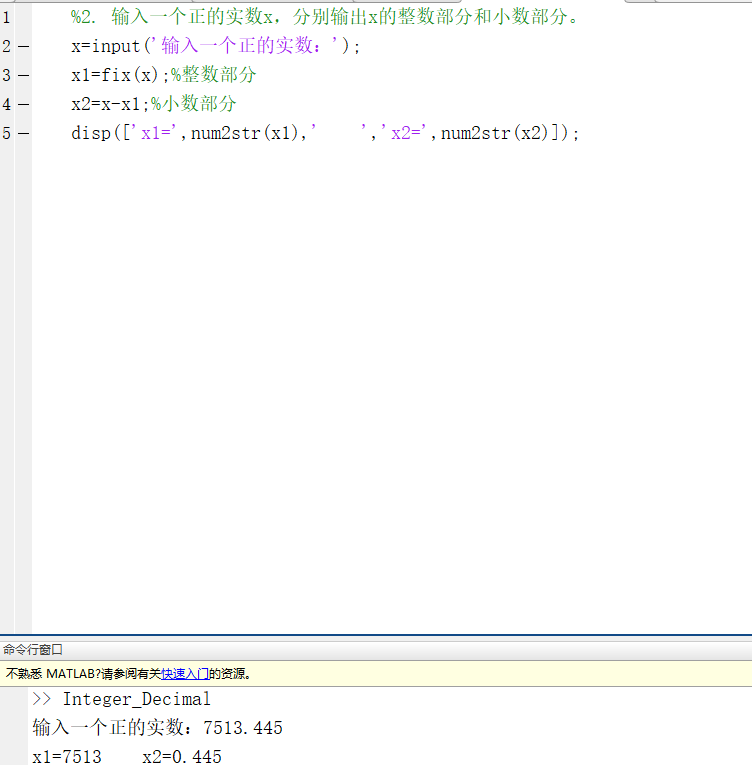 1 %2. 输入一个正的实数x，分别输出x的整数部分和小数部分。
2 — x=input('输入一个正的实数：');
3 — x1=fix(x);%整数部分
4 — x2=x-x1;%小数部分
5 — disp(['x1=',num2str(x1),'    ','x2=',num2str(x2)]);
命令行窗口
不熟悉 MATLAB?请参阅有关快速入门的资源。
>> Integer_Decimal
输入一个正的实数：7513.445
x1=7513    x2=0.445